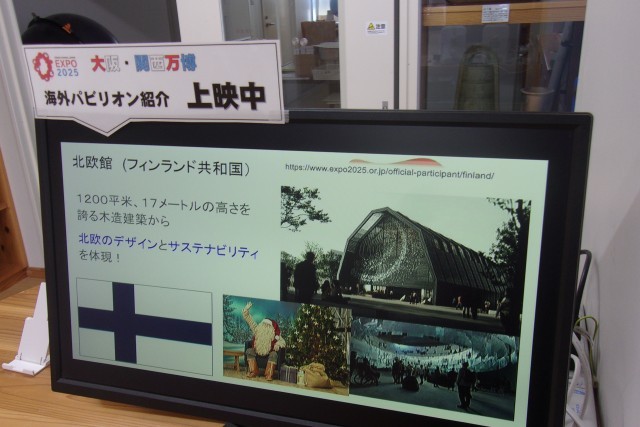 EXPO
2025
大阪・関西万博
海外パビリオン紹介 上映中
北欧館 (フィンランド共和国)
https://www.expo2025.or.jp/official-participant/finland/
1200平米、17メートルの高さを
誇る木造建築から
北欧のデザインとサステナビリティ
を体現！
注意